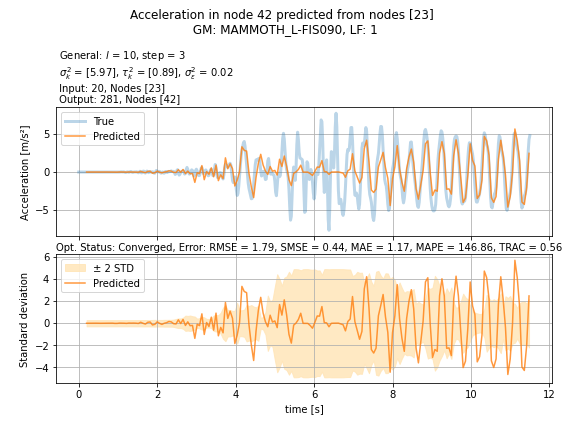 Acceleration in node 42 predicted from nodes [23]
GM: MAMMOTH_L-FIS090, LF: 1
General: l = 10, step = 3
σ²ₖ = [5.97], τ²ₖ = [0.89], σ²ₑ = 0.02
Input: 20, Nodes [23]
Output: 281, Nodes [42]
True
Predicted
Acceleration [m/s²]
5
0
−5
Opt. Status: Converged, Error: RMSE = 1.79, SMSE = 0.44, MAE = 1.17, MAPE = 146.86, TRAC = 0.56
± 2 STD
Predicted
Standard deviation
6
4
2
0
−2
−4
0 2 4 6 8 10 12
time [s]